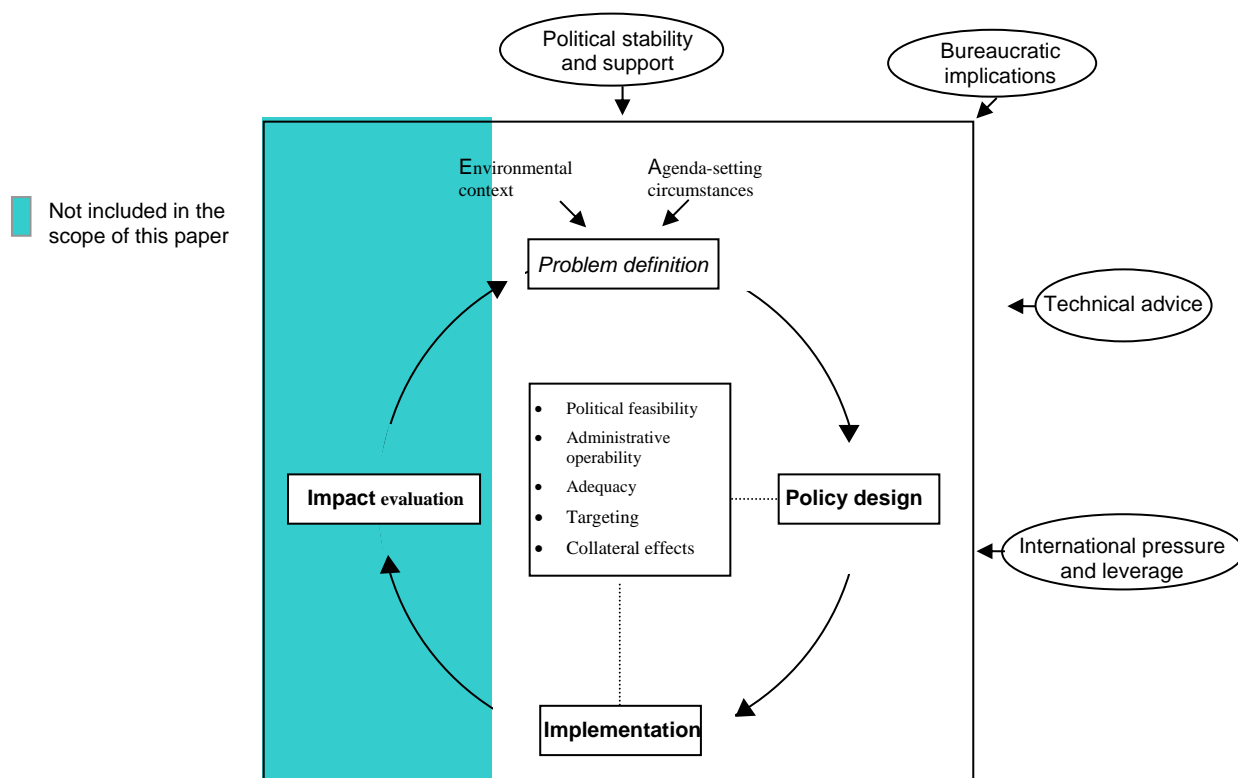 Political stability
and support
Bureaucratic
implications
Environmental
context
Agenda-setting
circumstances
Not included in the
scope of this paper
Problem definition
Technical advice
• Political feasibility
• Administrative
operability
• Adequacy
• Targeting
• Collateral effects
Impact evaluation
Policy design
International pressure
and leverage
Implementation